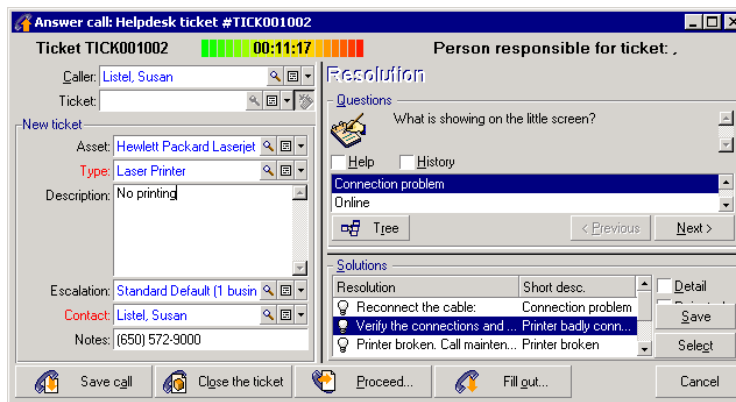 Answer call: Helpdesk ticket #TICK001002
Ticket TICK001002 00:11:17 Person responsible for ticket: ,
Caller: Listel, Susan
Ticket:
New ticket
Asset: Hewlett Packard Laserjet
Type: Laser Printer
Description: No printing
Escalation: Standard Default (1 busin
Contact: Listel, Susan
Notes: (650) 572-9000
Resolution
Questions
What is showing on the little screen?
Help History
Connection problem
Online
Tree < Previous Next >
Solutions
Resolution Short desc.
Reconnect the cable: Connection problem
Verify the connections and ... Printer badly conn...
Printer broken. Call mainten... Printer broken
Detail
Save
Select
Save call Close the ticket Proceed... Fill out... Cancel